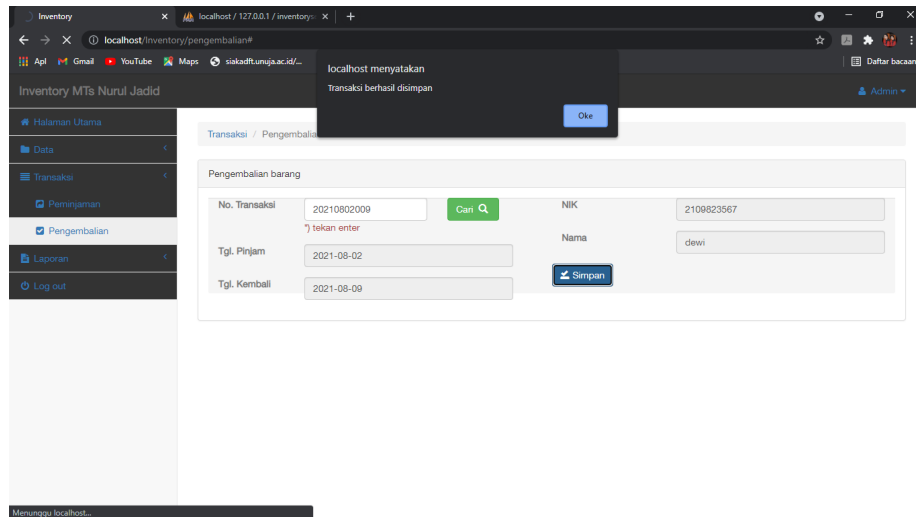 Inventory
localhost / 127.0.0.1 / inventorys
localhost/Inventory/pengembalian#
Apl Gmail YouTube Maps siakadft.unuja.ac.id/... Daftar bacaan
localhost menyatakan
Transaksi berhasil disimpan
Oke
Inventory MTs Nurul Jadid Admin
Halaman Utama
Data
Transaksi
Peminjaman
Pengembalian
Laporan
Log out
Transaksi / Pengembalia
Pengembalian barang
No. Transaksi 20210802009 Cari
*) tekan enter
Tgl. Pinjam 2021-08-02
Tgl. Kembali 2021-08-09
NIK 2109823567
Nama dewi
Simpan
Menunggu localhost...